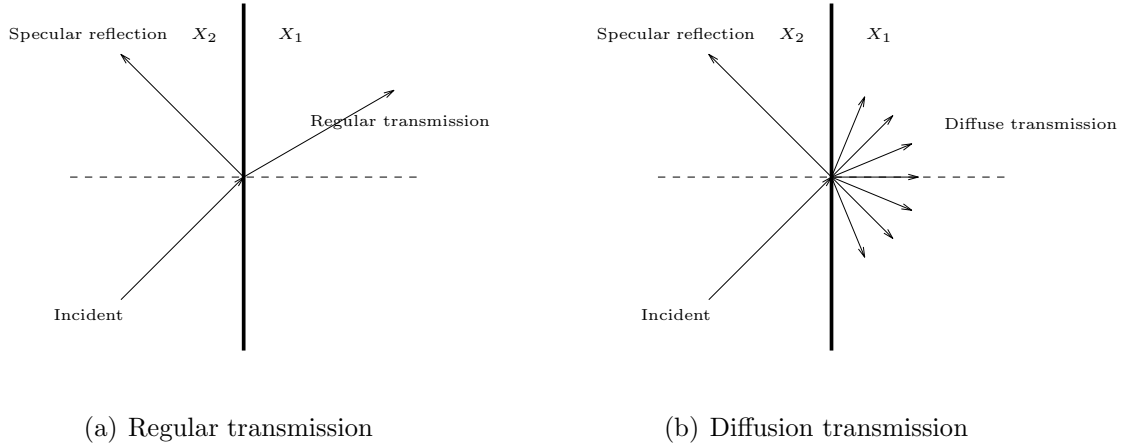 Specular reflection X₂ X₁
Regular transmission
Incident
(a) Regular transmission
Specular reflection X₂ X₁
Diffuse transmission
Incident
(b) Diffusion transmission